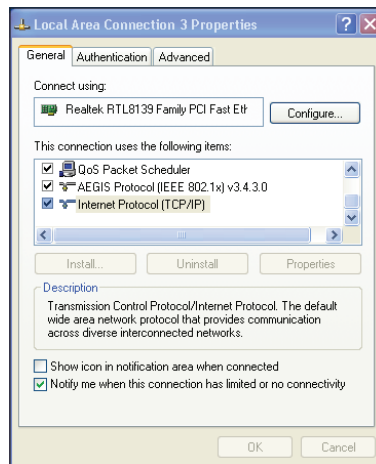 Local Area Connection 3 Properties
General Authentication Advanced
Connect using:
Realtek RTL8139 Family PCI Fast Eth
Configure...
This connection uses the following items:
QoS Packet Scheduler
AEGIS Protocol (IEEE 802.1x) v3.4.3.0
Internet Protocol (TCP/IP)
Install... Uninstall Properties
Description
Transmission Control Protocol/Internet Protocol. The default
wide area network protocol that provides communication
across diverse interconnected networks.
Show icon in notification area when connected
Notify me when this connection has limited or no connectivity
OK Cancel